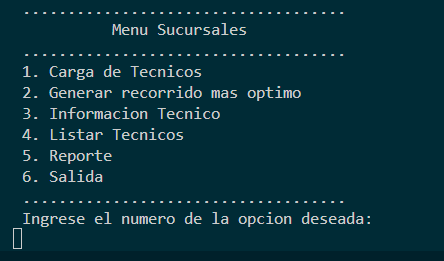 ....................................
Menu Sucursales
....................................
1. Carga de Tecnicos
2. Generar recorrido mas optimo
3. Informacion Tecnico
4. Listar Tecnicos
5. Reporte
6. Salida
....................................
Ingrese el numero de la opcion deseada: